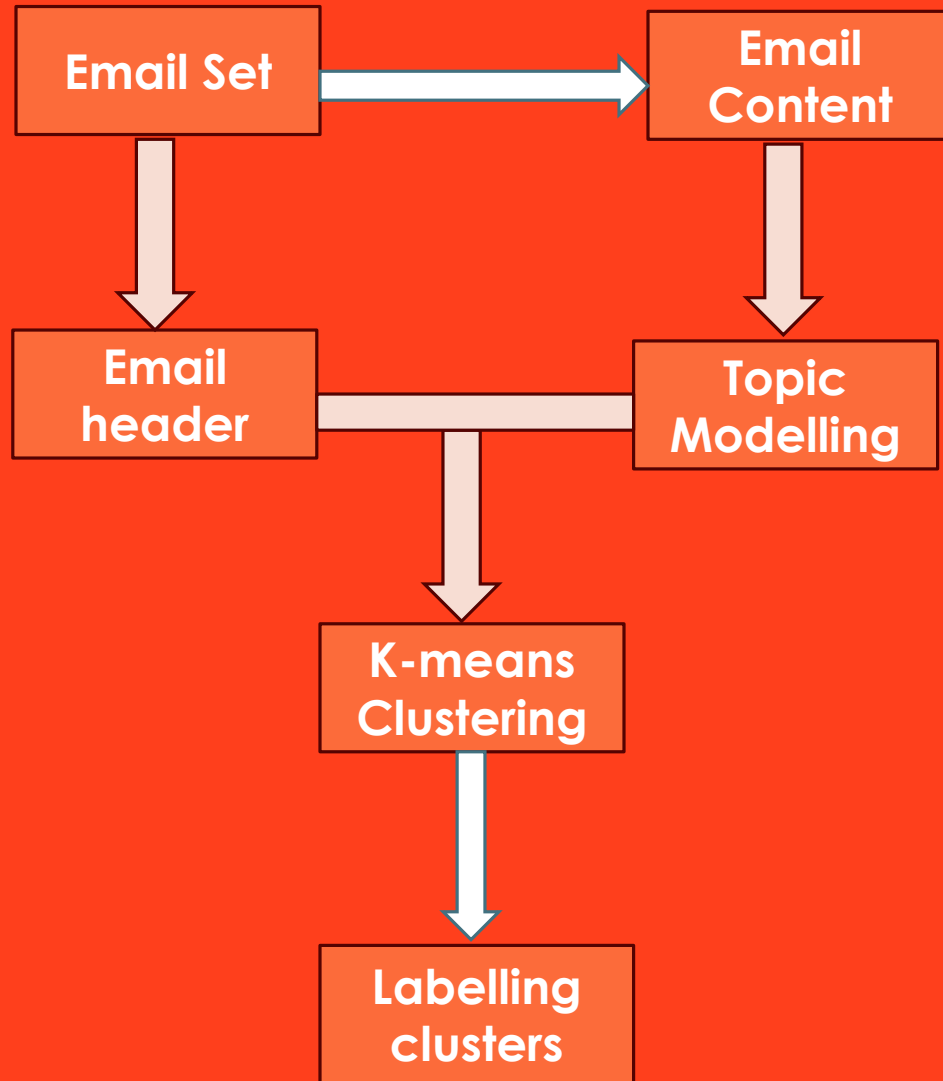 Email Set
Email
Content
Email
header
Topic
Modelling
K-means
Clustering
Labelling
clusters